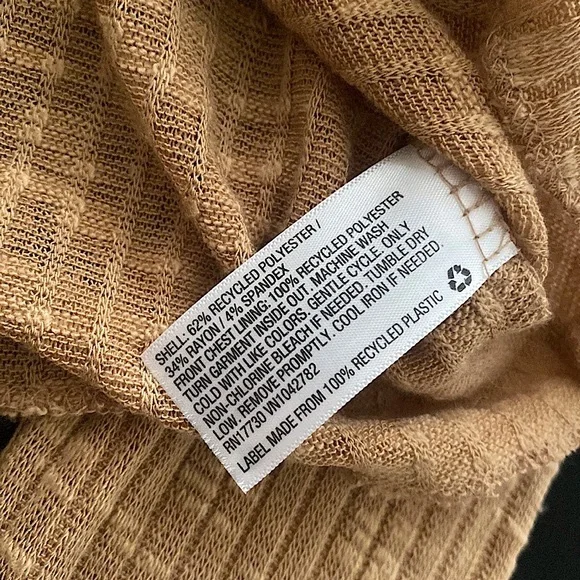 SHELL: 62% RECYCLED POLYESTER /
34% RAYON / 4% SPANDEX
FRONT CHEST LINING: 100% RECYCLED POLYESTER
TURN GARMENT INSIDE OUT. MACHINE WASH
COLD WITH LIKE COLORS, GENTLE CYCLE. ONLY
NON-CHLORINE BLEACH IF NEEDED. TUMBLE DRY
LOW. REMOVE PROMPTLY. COOL IRON IF NEEDED.
RN17730 VN1042782
LABEL MADE FROM 100% RECYCLED PLASTIC